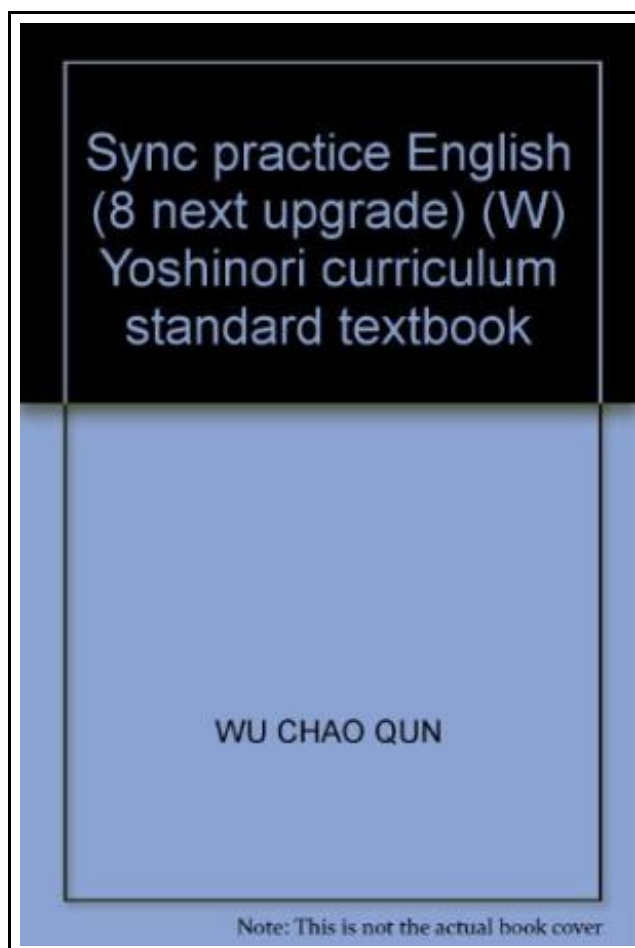 Sync practice English
(8 next upgrade) (W)
Yoshinori curriculum
standard textbook
WU CHAO QUN
Note: This is not the actual book cover